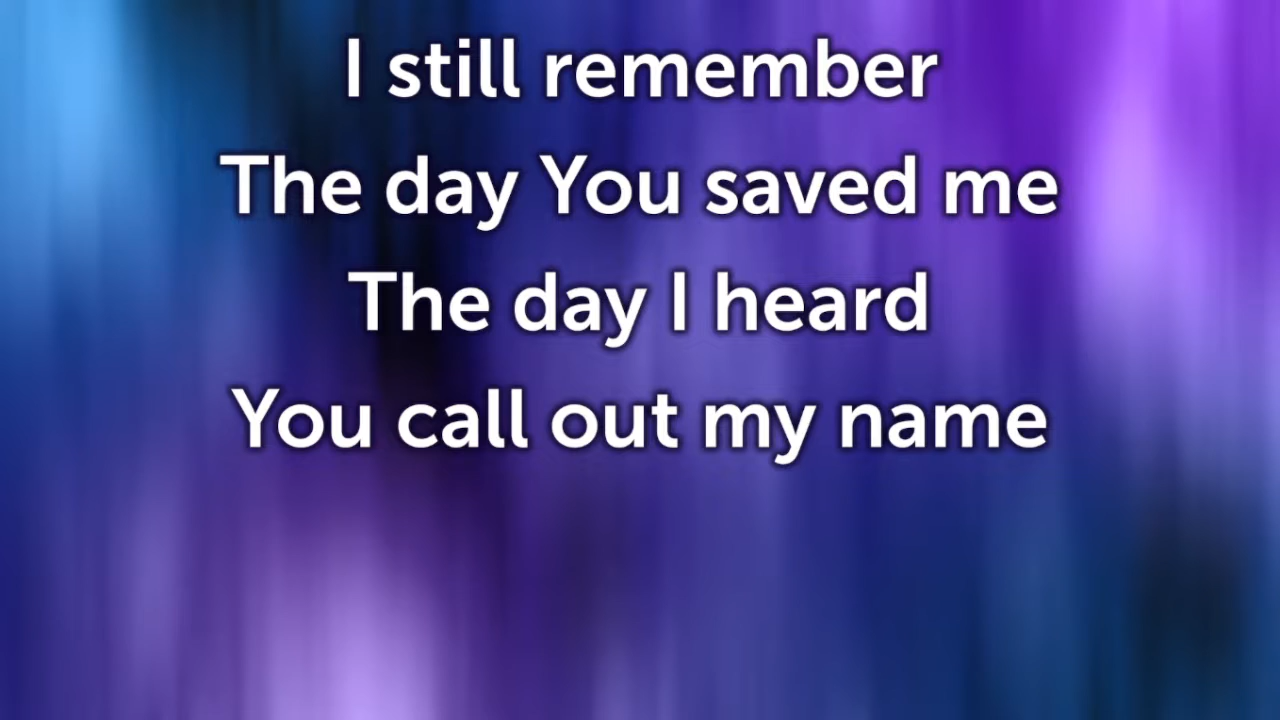 I still remember
The day You saved me
The day I heard
You call out my name